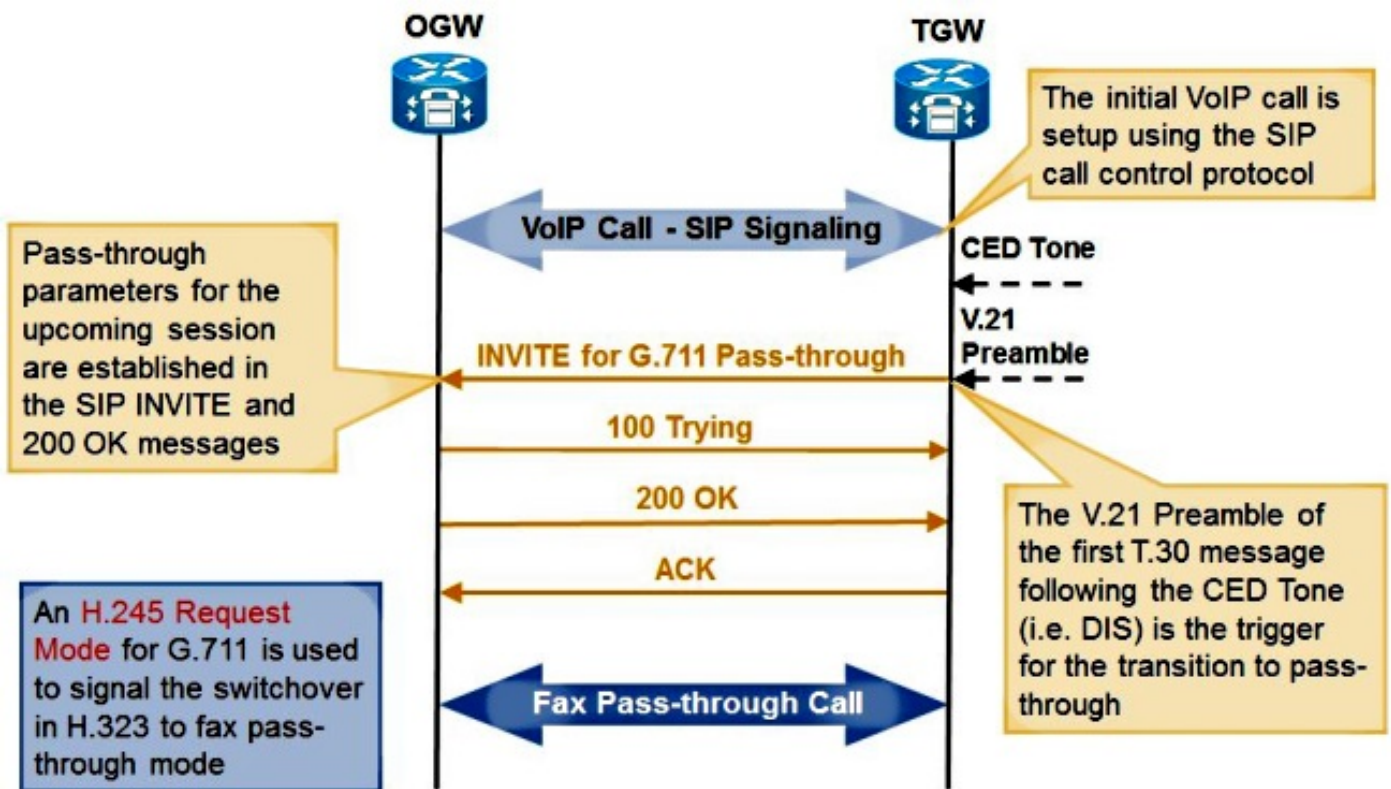 OGW
TGW
The initial VoIP call is
setup using the SIP
call control protocol
VoIP Call - SIP Signaling
CED Tone
Pass-through
parameters for the
upcoming session
are established in
the SIP INVITE and
200 OK messages
V.21
Preamble
INVITE for G.711 Pass-through
100 Trying
200 OK
ACK
The V.21 Preamble of
the first T.30 message
following the CED Tone
(i.e. DIS) is the trigger
for the transition to pass-
through
An H.245 Request
Mode for G.711 is used
to signal the switchover
in H.323 to fax pass-
through mode
Fax Pass-through Call